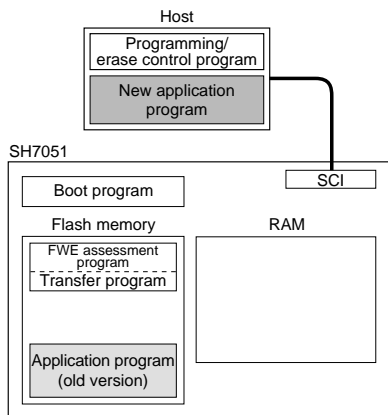 Host
Programming/
erase control program
New application
program
SH7051
SCI
Boot program
Flash memory
RAM
FWE assessment
program
Transfer program
Application program
(old version)